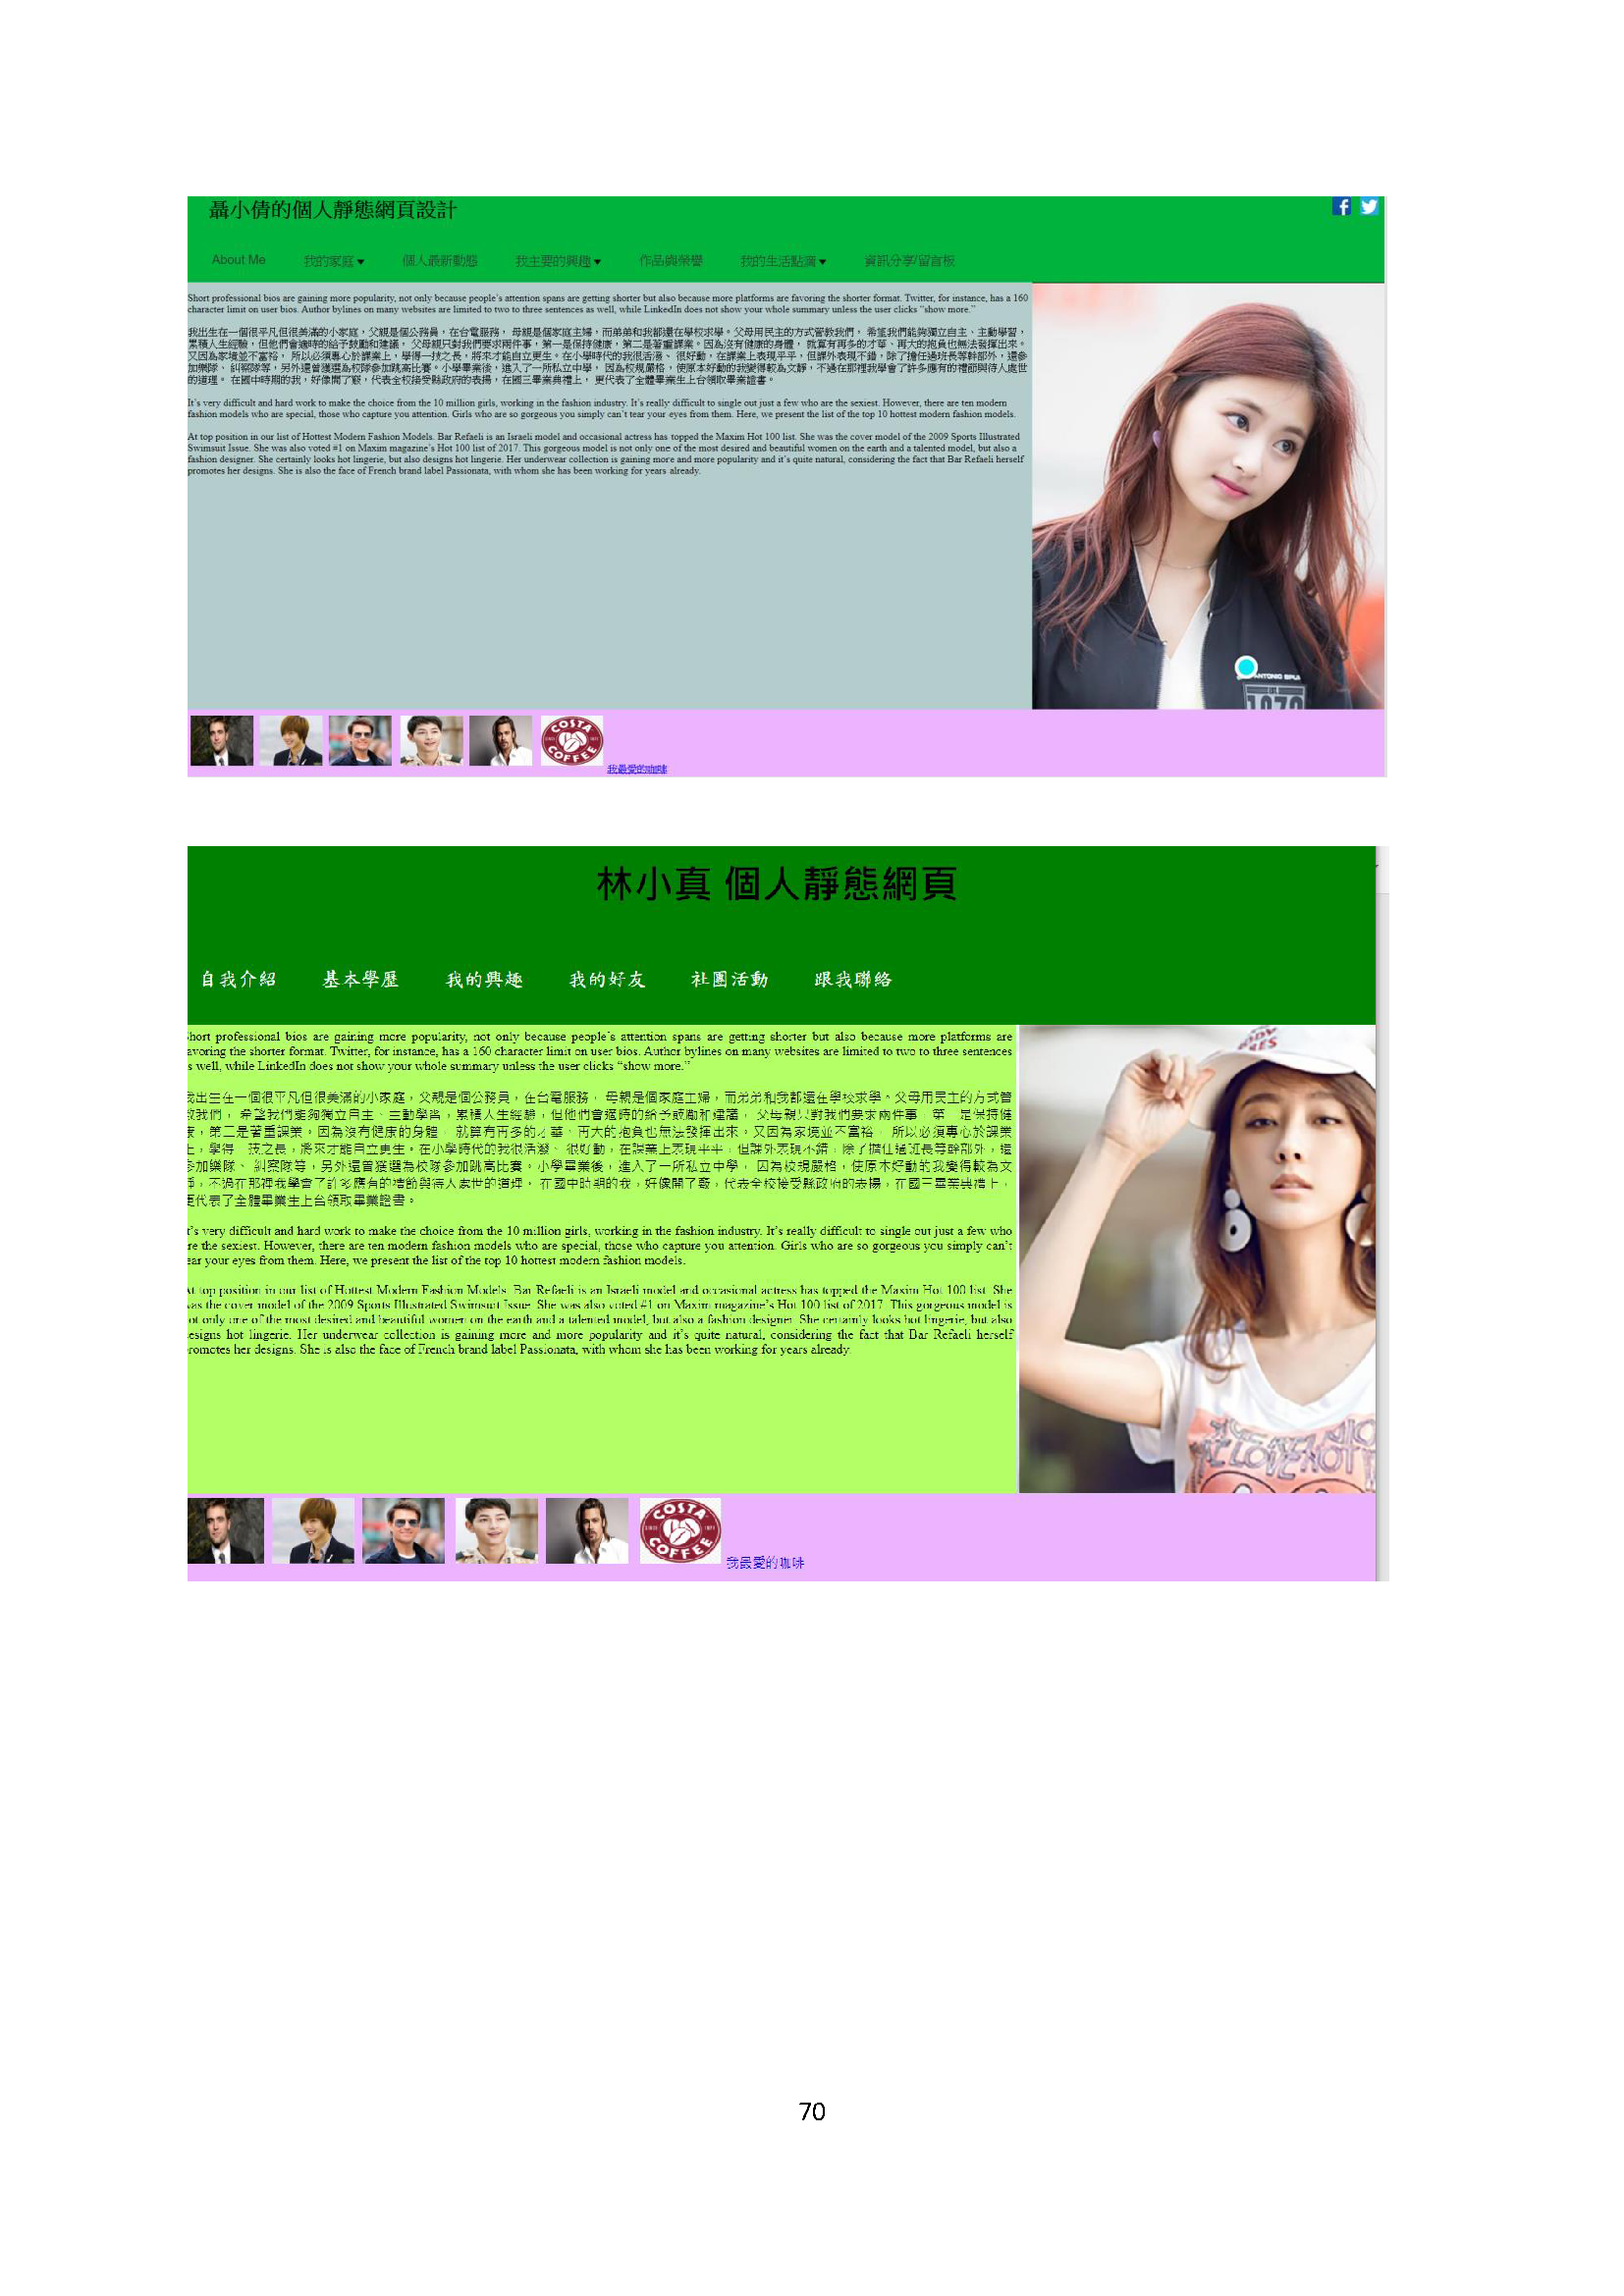 聶小倩的個人靜態網頁設計
About Me 我的家庭▼ 個人最新動態 我主要的興趣▼ 作品與榮譽 我的生活點滴▼ 資訊分享/留言板
Short professional bios are gaining more popularity, not only because people's attention spans are getting shorter but also because more platforms are favoring the shorter format. Twitter, for instance, has a 160
character limit on user bios. Author bylines on many websites are limited to two to three sentences as well, while LinkedIn does not show your whole summary unless the user clicks "show more."
我出生在一個很平凡但很美滿的小家庭，父親是個公務員，在台電服務， 母親是個家庭主婦，而弟弟和我都還在學校求學。父母用民主的方式管教我們， 希望我們能夠獨立自主、主動學習，
累積人生經驗，但他們會適時的給予鼓勵和建議， 父母親只對我們要求兩件事，第一是保持健康，第二是著重課業。因為沒有健康的身體， 就算有再多的才華、再大的抱負也無法發揮出來。
又因為家境並不富裕， 所以必須專心於課業上，學得一技之長，將來才能自立更生。在小學時代的我很活潑、 很好動，在課業上表現平平，但課外表現不錯，除了擔任過班長等幹部外，還參
加樂隊、 糾察隊等，另外還曾獲選為校隊參加跳高比賽。小學畢業後，進入了一所私立中學， 因為校規嚴格，使原本好動的我變得較為文靜，不過在那裡我學會了許多應有的禮節與待人處世
的道理。 在國中時期的我，好像開了竅，代表全校接受縣政府的表揚，在國三畢業典禮上， 更代表了全體畢業生上台領取畢業證書。
It's very difficult and hard work to make the choice from the 10 million girls, working in the fashion industry. It's really difficult to single out just a few who are the sexiest. However, there are ten modern
fashion models who are special, those who capture you attention. Girls who are so gorgeous you simply can't tear your eyes from them. Here, we present the list of the top 10 hottest modern fashion models.
At top position in our list of Hottest Modern Fashion Models. Bar Refaeli is an Israeli model and occasional actress has topped the Maxim Hot 100 list. She was the cover model of the 2009 Sports Illustrated
Swimsuit Issue. She was also voted #1 on Maxim magazine's Hot 100 list of 2017. This gorgeous model is not only one of the most desired and beautiful women on the earth and a talented model, but also a
fashion designer. She certainly looks hot lingerie, but also designs hot lingerie. Her underwear collection is gaining more and more popularity and it's quite natural, considering the fact that Bar Refaeli herself
promotes her designs. She is also the face of French brand label Passionata, with whom she has been working for years already.
COSTA
COFFEE
我最愛的咖啡
林小真 個人靜態網頁
自我介紹 基本學歷 我的興趣 我的好友 社團活動 跟我聯絡
hort professional bios are gaining more popularity, not only because people's attention spans are getting shorter but also because more platforms are
avoring the shorter format. Twitter, for instance, has a 160 character limit on user bios. Author bylines on many websites are limited to two to three sentences
s well, while LinkedIn does not show your whole summary unless the user clicks "show more."
我出生在一個很平凡但很美滿的小家庭，父親是個公務員，在台電服務， 母親是個家庭主婦，而弟弟和我都還在學校求學。父母用民主的方式管
教我們， 希望我們能夠獨立自主、主動學習，累積人生經驗，但他們會適時的給予鼓勵和建議， 父母親只對我們要求兩件事，第一是保持健
康，第二是著重課業。因為沒有健康的身體， 就算有再多的才華、再大的抱負也無法發揮出來。又因為家境並不富裕， 所以必須專心於課業
上，學得一技之長，將來才能自立更生。在小學時代的我很活潑、 很好動，在課業上表現平平，但課外表現不錯，除了擔任過班長等幹部外，還
參加樂隊、 糾察隊等，另外還曾獲選為校隊參加跳高比賽。小學畢業後，進入了一所私立中學， 因為校規嚴格，使原本好動的我變得較為文
靜，不過在那裡我學會了許多應有的禮節與待人處世的道理。 在國中時期的我，好像開了竅，代表全校接受縣政府的表揚，在國三畢業典禮上，
更代表了全體畢業生上台領取畢業證書。
t's very difficult and hard work to make the choice from the 10 million girls, working in the fashion industry. It's really difficult to single out just a few who
re the sexiest. However, there are ten modern fashion models who are special, those who capture you attention. Girls who are so gorgeous you simply can't
ear your eyes from them. Here, we present the list of the top 10 hottest modern fashion models.
At top position in our list of Hottest Modern Fashion Models. Bar Refaeli is an Israeli model and occasional actress has topped the Maxim Hot 100 list. She
was the cover model of the 2009 Sports Illustrated Swimsuit Issue. She was also voted #1 on Maxim magazine's Hot 100 list of 2017. This gorgeous model is
ot only one of the most desired and beautiful women on the earth and a talented model, but also a fashion designer. She certainly looks hot lingerie, but also
esigns hot lingerie. Her underwear collection is gaining more and more popularity and it's quite natural, considering the fact that Bar Refaeli herself
romotes her designs. She is also the face of French brand label Passionata, with whom she has been working for years already.
COSTA
COFFEE
我最愛的咖啡
70